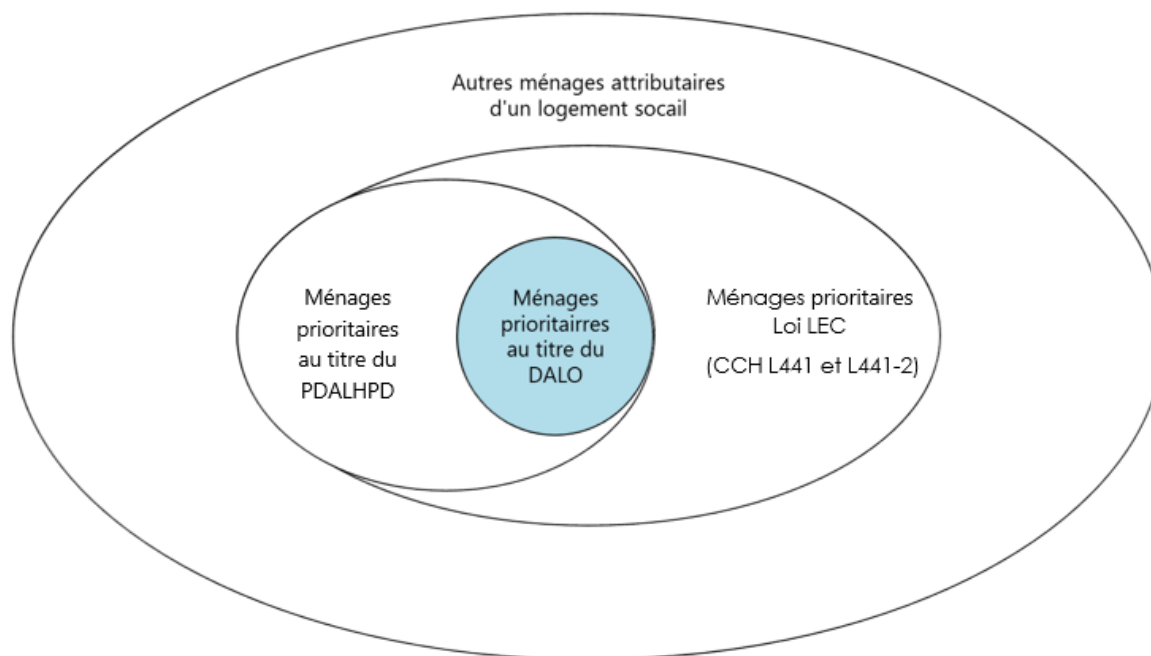 Autres ménages attributaires
d'un logement socail
Ménages
prioritaires
au titre du
PDALHPD
Ménages
prioritairres
au titre du
DALO
Ménages prioritaires
Loi LEC
(CCH L441 et L441-2)